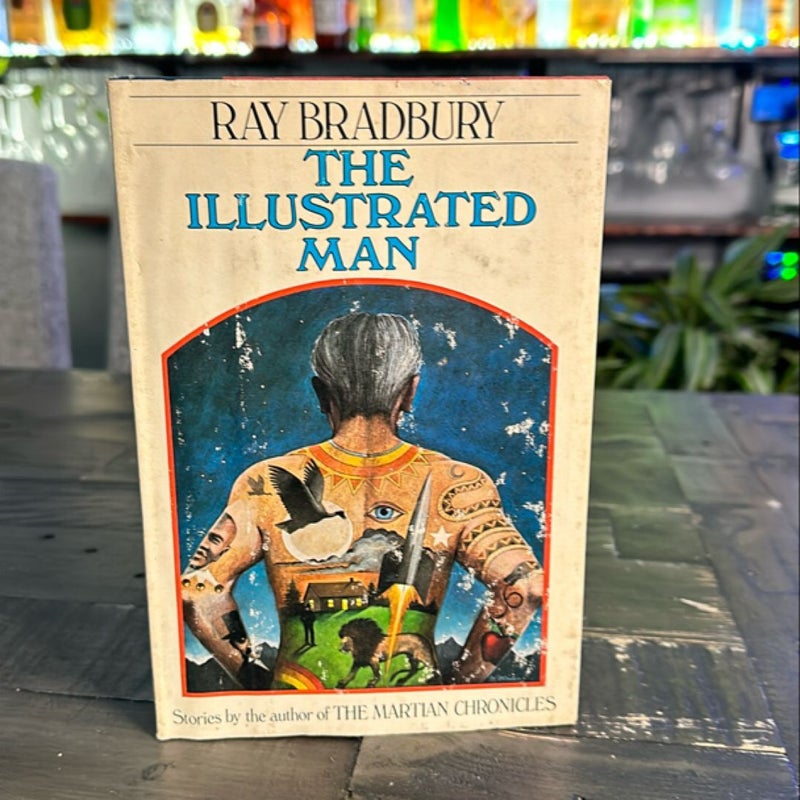 RAY BRADBURY
THE
ILLUSTRATED
MAN
Stories by the author of THE MARTIAN CHRONICLES